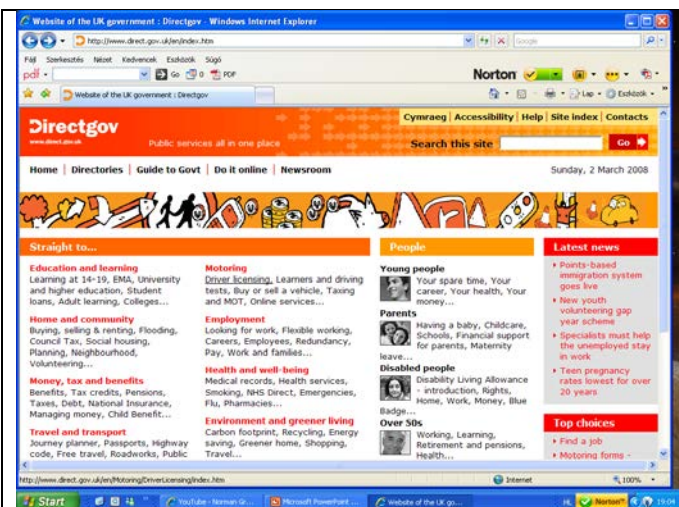 Website of the UK government : Directgov - Windows Internet Explorer
http://www.direct.gov.uk/en/index.htm
Google
Fájl Szerkesztés Nézet Kedvencek Eszközök Súgó
pdf Go 0 PDF
Norton
Website of the UK government : Directgov
Lap Eszközök
Directgov
www.direct.gov.uk
Public services all in one place
Cymraeg | Accessibility | Help | Site index | Contacts
Search this site
Go
Home | Directories | Guide to Govt | Do it online | Newsroom
Sunday, 2 March 2008
Straight to...
Education and learning
Learning at 14-19, EMA, University
and higher education, Student
loans, Adult learning, Colleges...
Home and community
Buying, selling & renting, Flooding,
Council Tax, Social housing,
Planning, Neighbourhood,
Volunteering...
Money, tax and benefits
Benefits, Tax credits, Pensions,
Taxes, Debt, National Insurance,
Managing money, Child Benefit...
Travel and transport
Journey planner, Passports, Highway
code, Free travel, Roadworks, Public
Motoring
Driver licensing, Learners and driving
tests, Buy or sell a vehicle, Taxing
and MOT, Online services...
Employment
Looking for work, Flexible working,
Careers, Employees, Redundancy,
Pay, Work and families...
Health and well-being
Medical records, Health services,
Smoking, NHS Direct, Emergencies,
Flu, Pharmacies...
Environment and greener living
Carbon footprint, Recycling, Energy
saving, Greener home, Shopping,
Travel...
People
Young people
Your spare time, Your
career, Your health, Your
money...
Parents
Having a baby, Childcare,
Schools, Financial support
for parents, Maternity
leave...
Disabled people
Disability Living Allowance
- introduction, Rights,
Home, Work, Money, Blue
Badge...
Over 50s
Working, Learning,
Retirement and pensions,
Health...
Latest news
Points-based
immigration system
goes live
New youth
volunteering gap
year scheme
Specialists must help
the unemployed stay
in work
Teen pregnancy
rates lowest for over
20 years
Top choices
Find a job
Motoring forms -
http://www.direct.gov.uk/en/Motoring/DriverLicensing/index.htm
Internet
100%
Start
YouTube - Norman Gr...
Microsoft PowerPoint ...
Website of the UK go...
HL
Norton
19:04